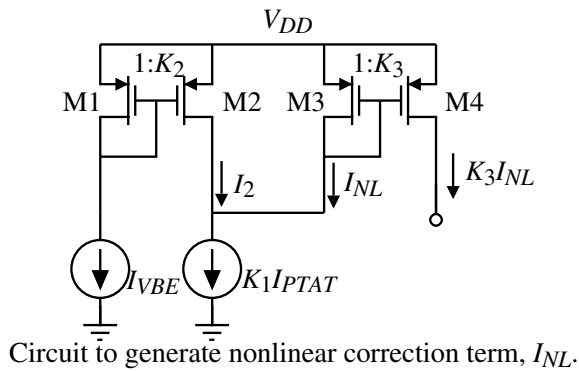 V_DD
1:K_2
1:K_3
M1
M2
M3
M4
I_2
I_NL
K_3I_NL
I_VBE
K_1I_PTAT
Circuit to generate nonlinear correction term, I_NL.